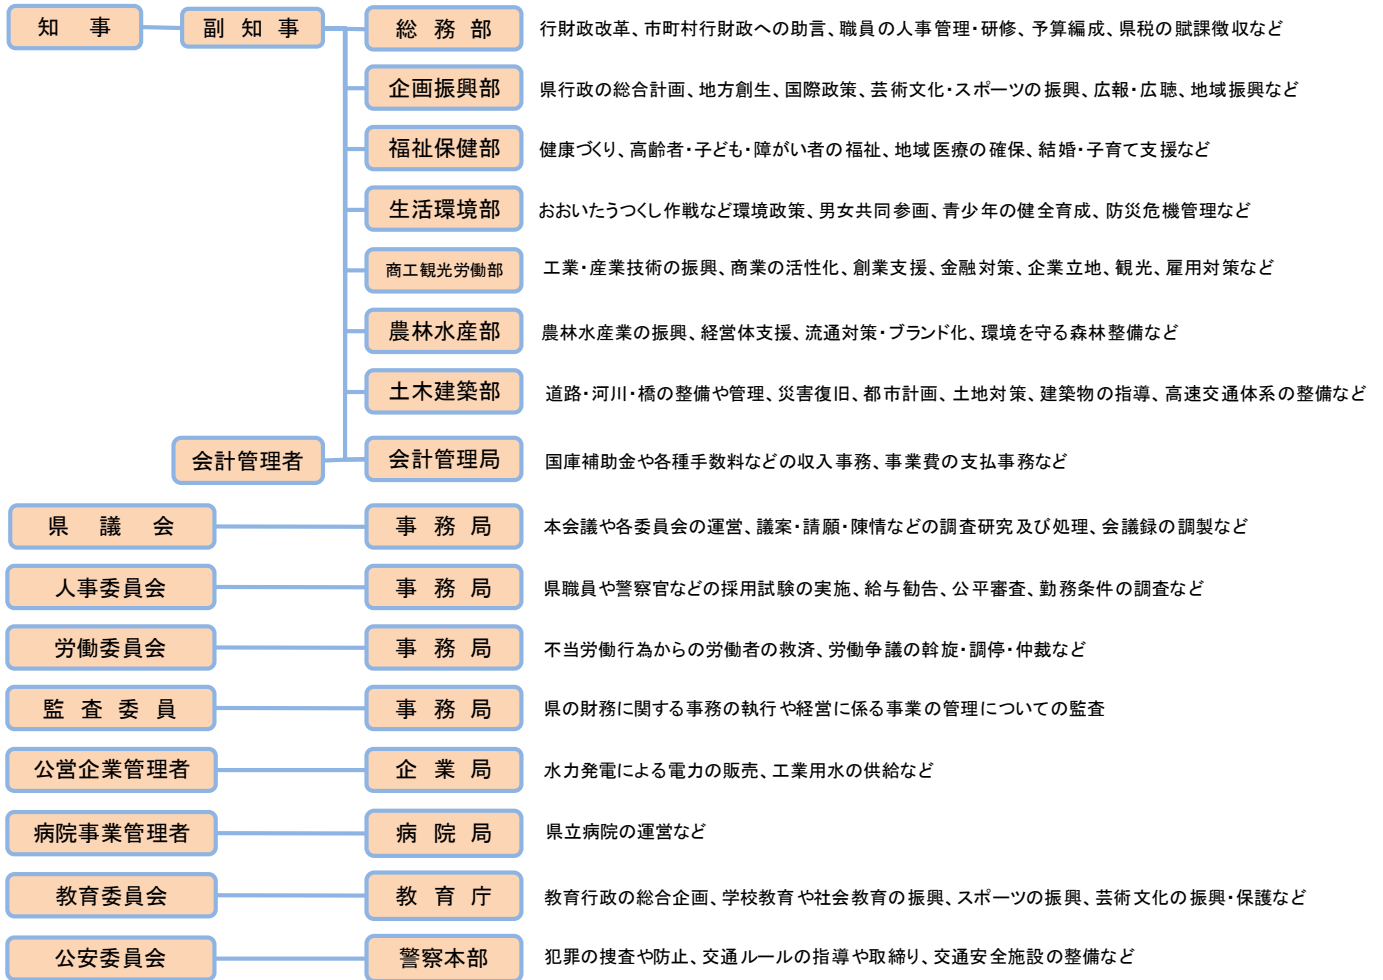 知事 副知事 総務部 行財政改革、市町村行財政への助言、職員の人事管理・研修、予算編成、県税の賦課徴収など
企画振興部 県行政の総合計画、地方創生、国際政策、芸術文化・スポーツの振興、広報・広聴、地域振興など
福祉保健部 健康づくり、高齢者・子ども・障がい者の福祉、地域医療の確保、結婚・子育て支援など
生活環境部 おおいたうつくし作戦など環境政策、男女共同参画、青少年の健全育成、防災危機管理など
商工観光労働部 工業・産業技術の振興、商業の活性化、創業支援、金融対策、企業立地、観光、雇用対策など
農林水産部 農林水産業の振興、経営体支援、流通対策・ブランド化、環境を守る森林整備など
土木建築部 道路・河川・橋の整備や管理、災害復旧、都市計画、土地対策、建築物の指導、高速交通体系の整備など
会計管理者 会計管理局 国庫補助金や各種手数料などの収入事務、事業費の支払事務など
県議会 事務局 本会議や各委員会の運営、議案・請願・陳情などの調査研究及び処理、会議録の調製など
人事委員会 事務局 県職員や警察官などの採用試験の実施、給与勧告、公平審査、勤務条件の調査など
労働委員会 事務局 不当労働行為からの労働者の救済、労働争議の斡旋・調停・仲裁など
監査委員 事務局 県の財務に関する事務の執行や経営に係る事業の管理についての監査
公営企業管理者 企業局 水力発電による電力の販売、工業用水の供給など
病院事業管理者 病院局 県立病院の運営など
教育委員会 教育庁 教育行政の総合企画、学校教育や社会教育の振興、スポーツの振興、芸術文化の振興・保護など
公安委員会 警察本部 犯罪の捜査や防止、交通ルールの指導や取締り、交通安全施設の整備など